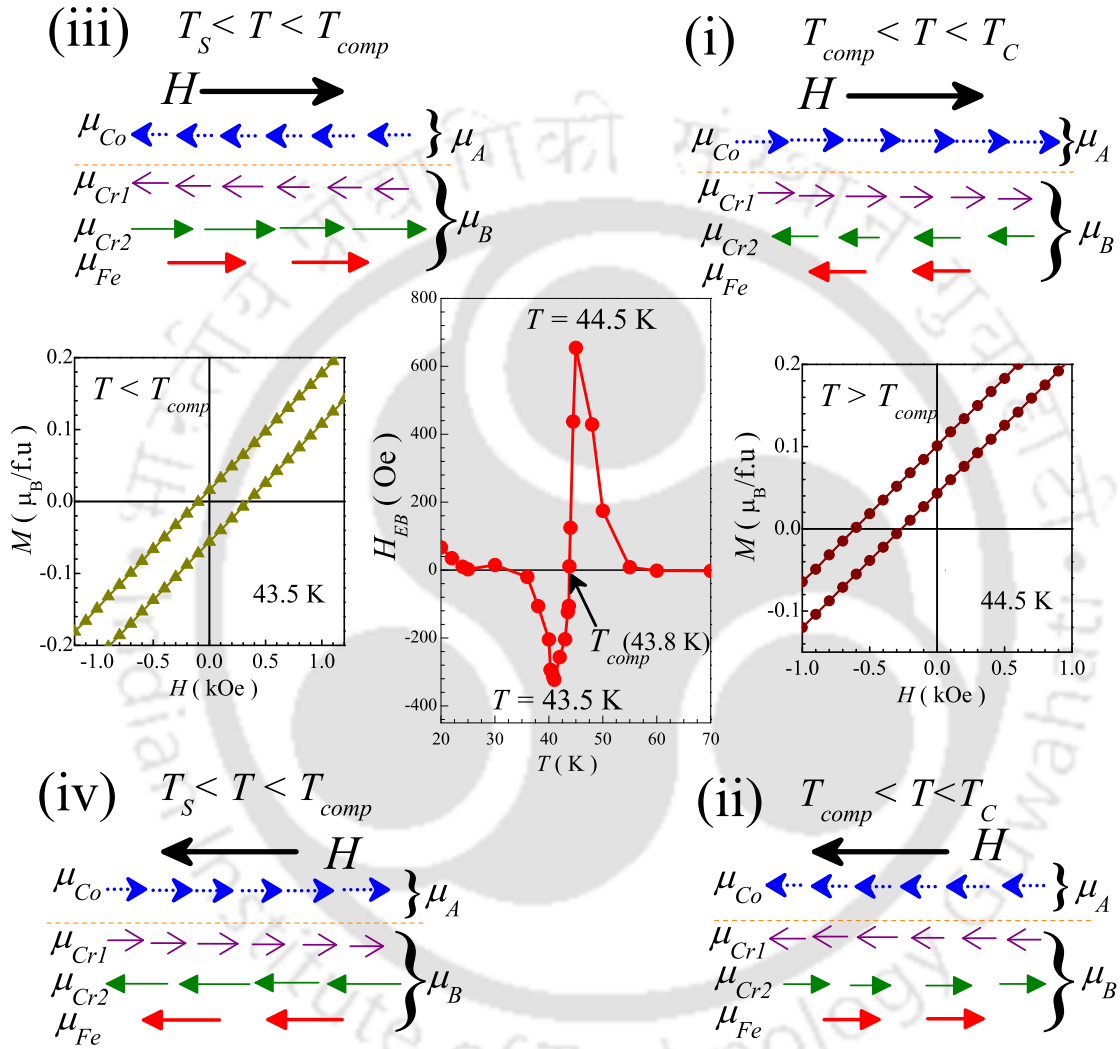 (iii) T_S < T < T_comp
H
μ_Co
} μ_A
μ_Cr1
μ_Cr2
μ_Fe
} μ_B
(i) T_comp < T < T_C
H
μ_Co
} μ_A
μ_Cr1
μ_Cr2
μ_Fe
} μ_B
T < T_comp
43.5 K
M ( μ_B/f.u )
0.2
0.1
0.0
-0.1
-0.2
-1.0 -0.5 0.0 0.5 1.0
H ( kOe )
T = 44.5 K
H_EB ( Oe )
800
600
400
200
0
-200
-400
T_comp (43.8 K)
T = 43.5 K
20 30 40 50 60 70
T ( K )
T > T_comp
44.5 K
M ( μ_B/f.u )
0.2
0.1
0.0
-0.1
-1.0 -0.5 0.0 0.5 1.0
H ( kOe )
(iv) T_S < T < T_comp
H
μ_Co
} μ_A
μ_Cr1
μ_Cr2
μ_Fe
} μ_B
(ii) T_comp < T < T_C
H
μ_Co
} μ_A
μ_Cr1
μ_Cr2
μ_Fe
} μ_B
Indian Institute of Technology Guwahati